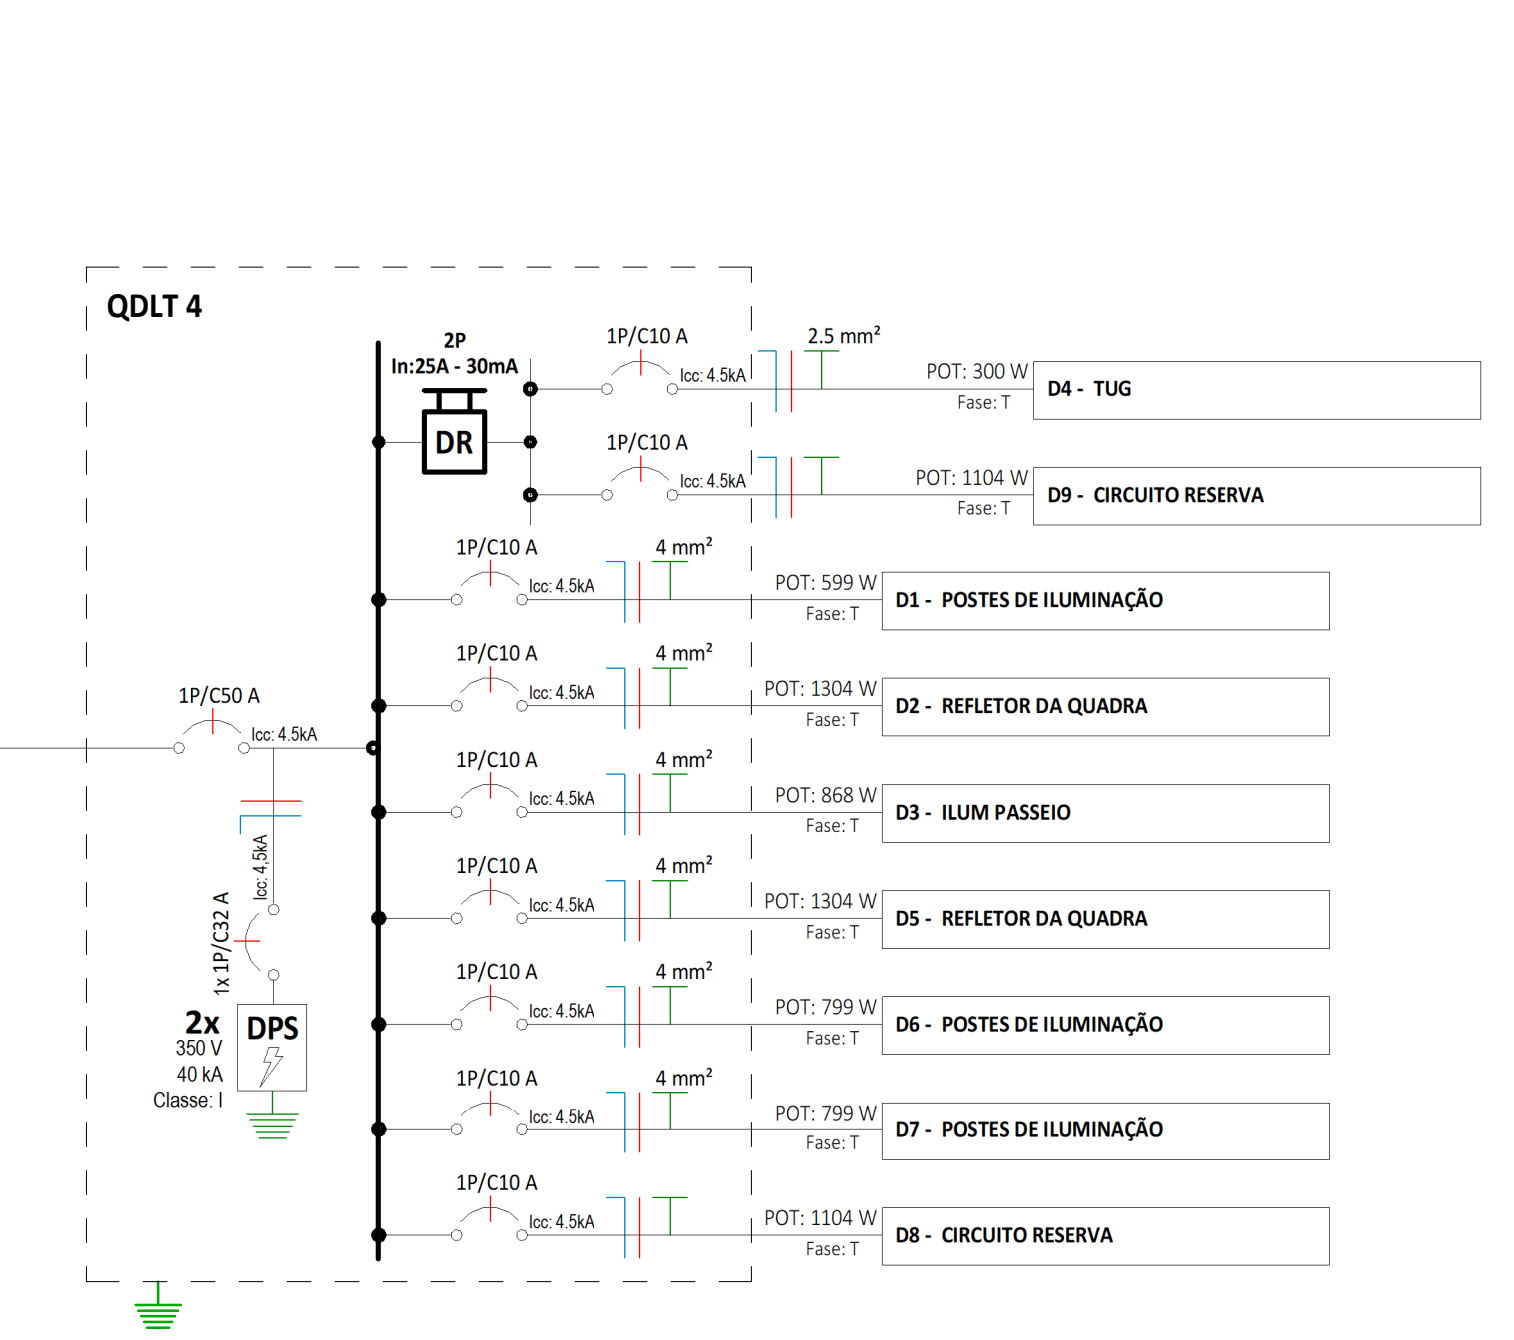 QDLT 4
2P
In:25A - 30mA
DR
1P/C10 A
Icc: 4.5kA
2.5 mm²
POT: 300 W
Fase: T
D4 - TUG
1P/C10 A
Icc: 4.5kA
POT: 1104 W
Fase: T
D9 - CIRCUITO RESERVA
1P/C10 A
Icc: 4.5kA
4 mm²
POT: 599 W
Fase: T
D1 - POSTES DE ILUMINAÇÃO
1P/C10 A
Icc: 4.5kA
4 mm²
POT: 1304 W
Fase: T
D2 - REFLETOR DA QUADRA
1P/C50 A
Icc: 4.5kA
1P/C10 A
Icc: 4.5kA
4 mm²
POT: 868 W
Fase: T
D3 - ILUM PASSEIO
1P/C10 A
Icc: 4.5kA
4 mm²
POT: 1304 W
Fase: T
D5 - REFLETOR DA QUADRA
Icc: 4,5kA
1x 1P/C32 A
2x
350 V
40 kA
Classe: I
DPS
1P/C10 A
Icc: 4.5kA
4 mm²
POT: 799 W
Fase: T
D6 - POSTES DE ILUMINAÇÃO
1P/C10 A
Icc: 4.5kA
4 mm²
POT: 799 W
Fase: T
D7 - POSTES DE ILUMINAÇÃO
1P/C10 A
Icc: 4.5kA
POT: 1104 W
Fase: T
D8 - CIRCUITO RESERVA